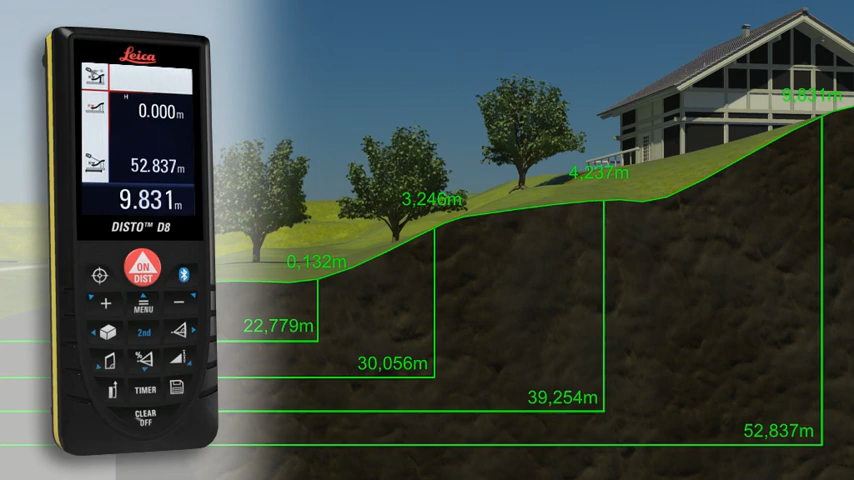 Leica
H
0.000m
52.837m
9.831m
DISTO™ D8
ON
DIST
+
MENU
−
2nd
%
TIMER
CLEAR
OFF
9,831m
4,237m
3,246m
0,132m
22,779m
30,056m
39,254m
52,837m